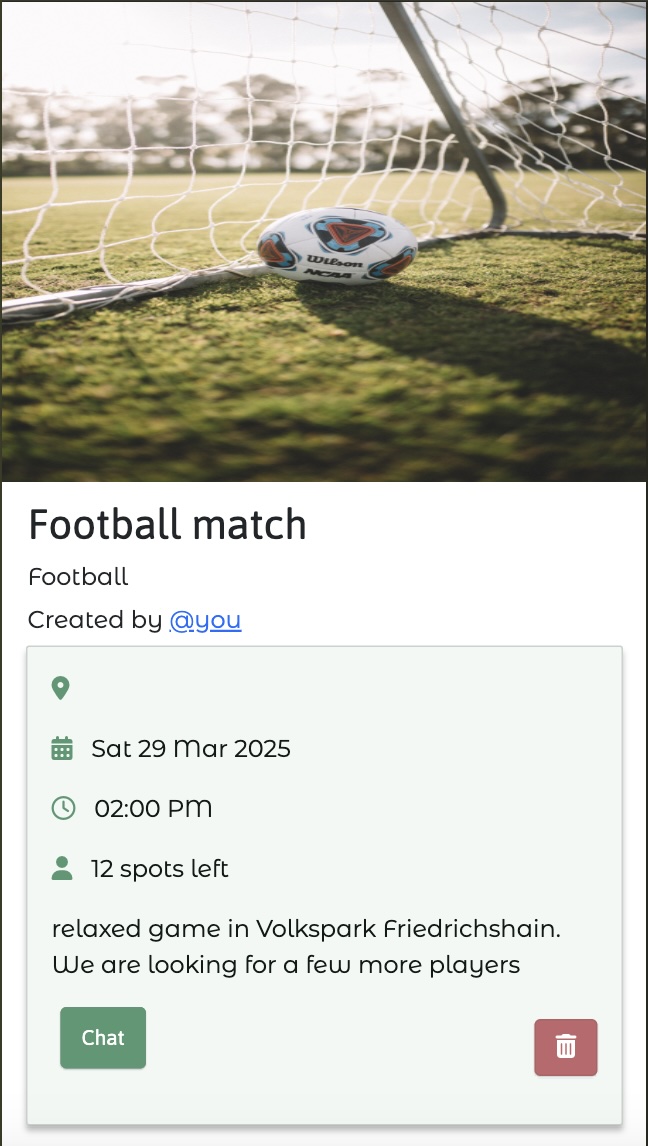 Wilson
NCAA
Football match
Football
Created by @you
Sat 29 Mar 2025
02:00 PM
12 spots left
relaxed game in Volkspark Friedrichshain.
We are looking for a few more players
Chat